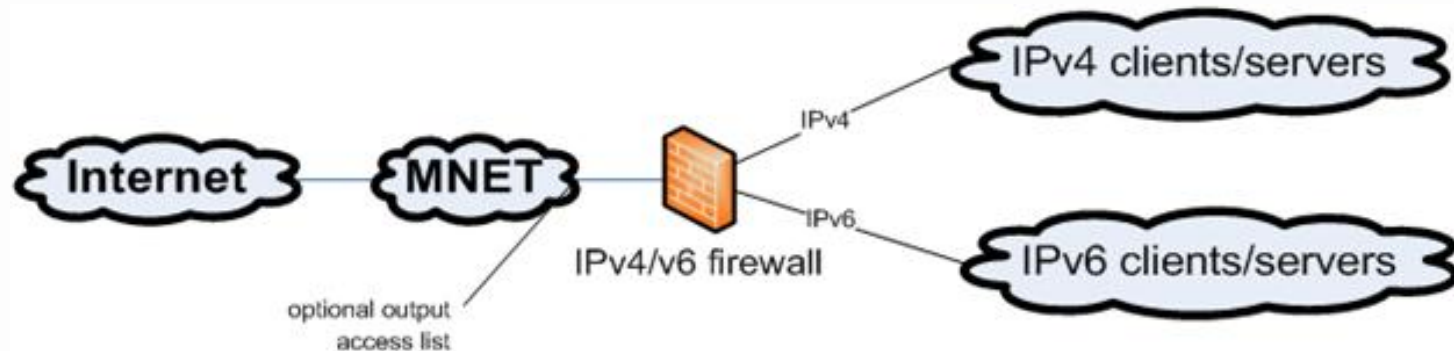 IPv4 clients/servers
IPv4
Internet
MNET
IPv6
IPv4/v6 firewall
IPv6 clients/servers
optional output
access list